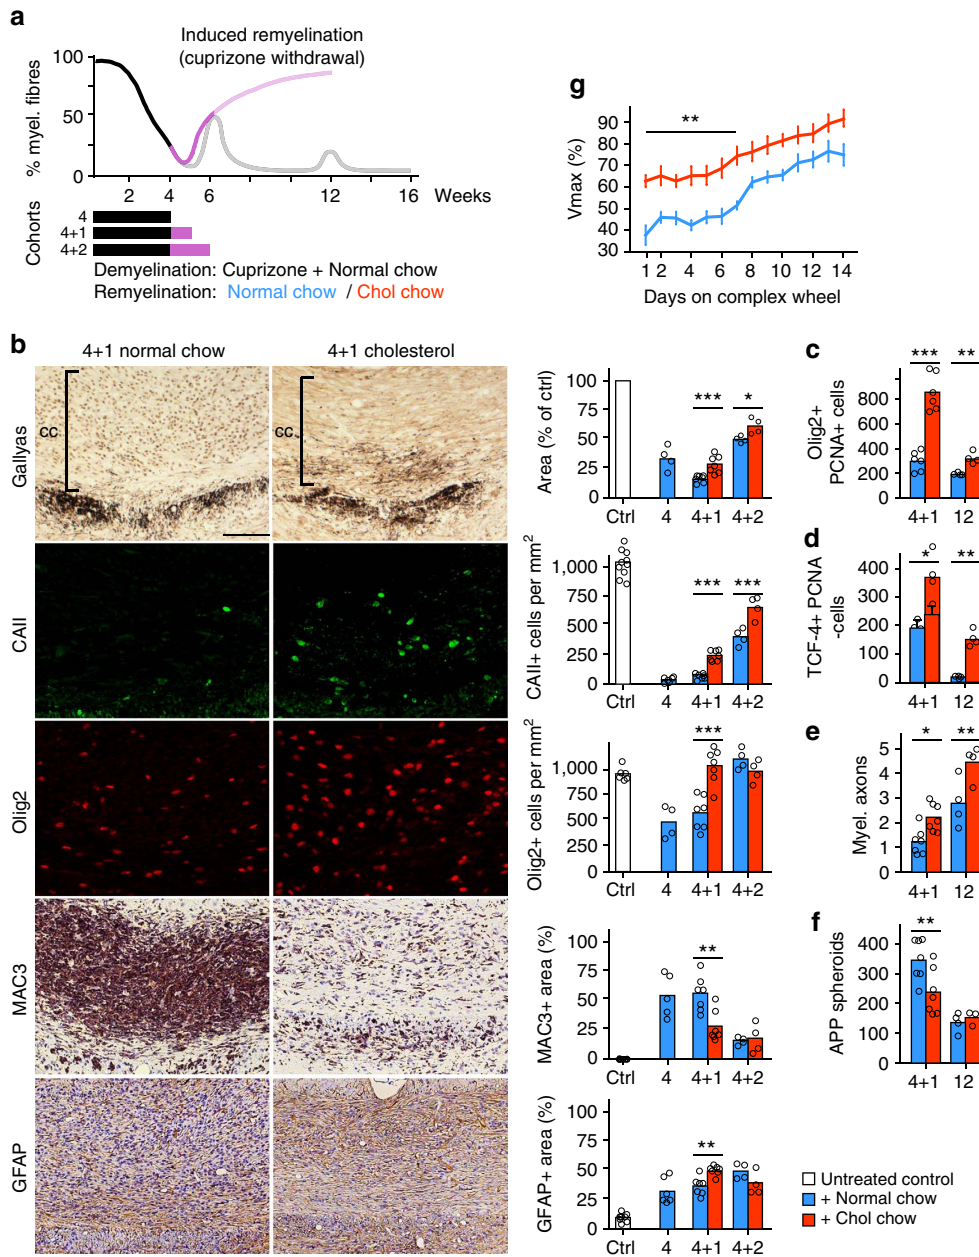 a
Induced remyelination
(cuprizone withdrawal)
% myel. fibres
100
50
0
2 4 6 12 16 Weeks
Cohorts
4
4+1
4+2
Demyelination: Cuprizone + Normal chow
Remyelination: Normal chow / Chol chow
g
Vmax (%)
90
80
70
60
50
40
30
**
1 2 4 6 8 10 12 14
Days on complex wheel
b
4+1 normal chow 4+1 cholesterol
Gallyas
cc
cc
CAII
Olig2
MAC3
GFAP
Area (% of ctrl)
100
75
50
25
0
*** *
Ctrl 4 4+1 4+2
CAII+ cells per mm2
1,000
750
500
250
0
*** ***
Ctrl 4 4+1 4+2
Olig2+ cells per mm2
1,000
750
500
250
0
***
Ctrl 4 4+1 4+2
MAC3+ area (%)
100
75
50
25
0
**
Ctrl 4 4+1 4+2
GFAP+ area (%)
100
75
50
25
0
**
Ctrl 4 4+1 4+2
c
Olig2+
PCNA+ cells
800
600
400
200
0
*** **
4+1 12
d
TCF-4+ PCNA
-cells
400
300
200
100
0
* **
4+1 12
e
Myel. axons
5
4
3
2
1
0
* **
4+1 12
f
APP spheroids
400
300
200
100
0
**
4+1 12
Untreated control
+ Normal chow
+ Chol chow